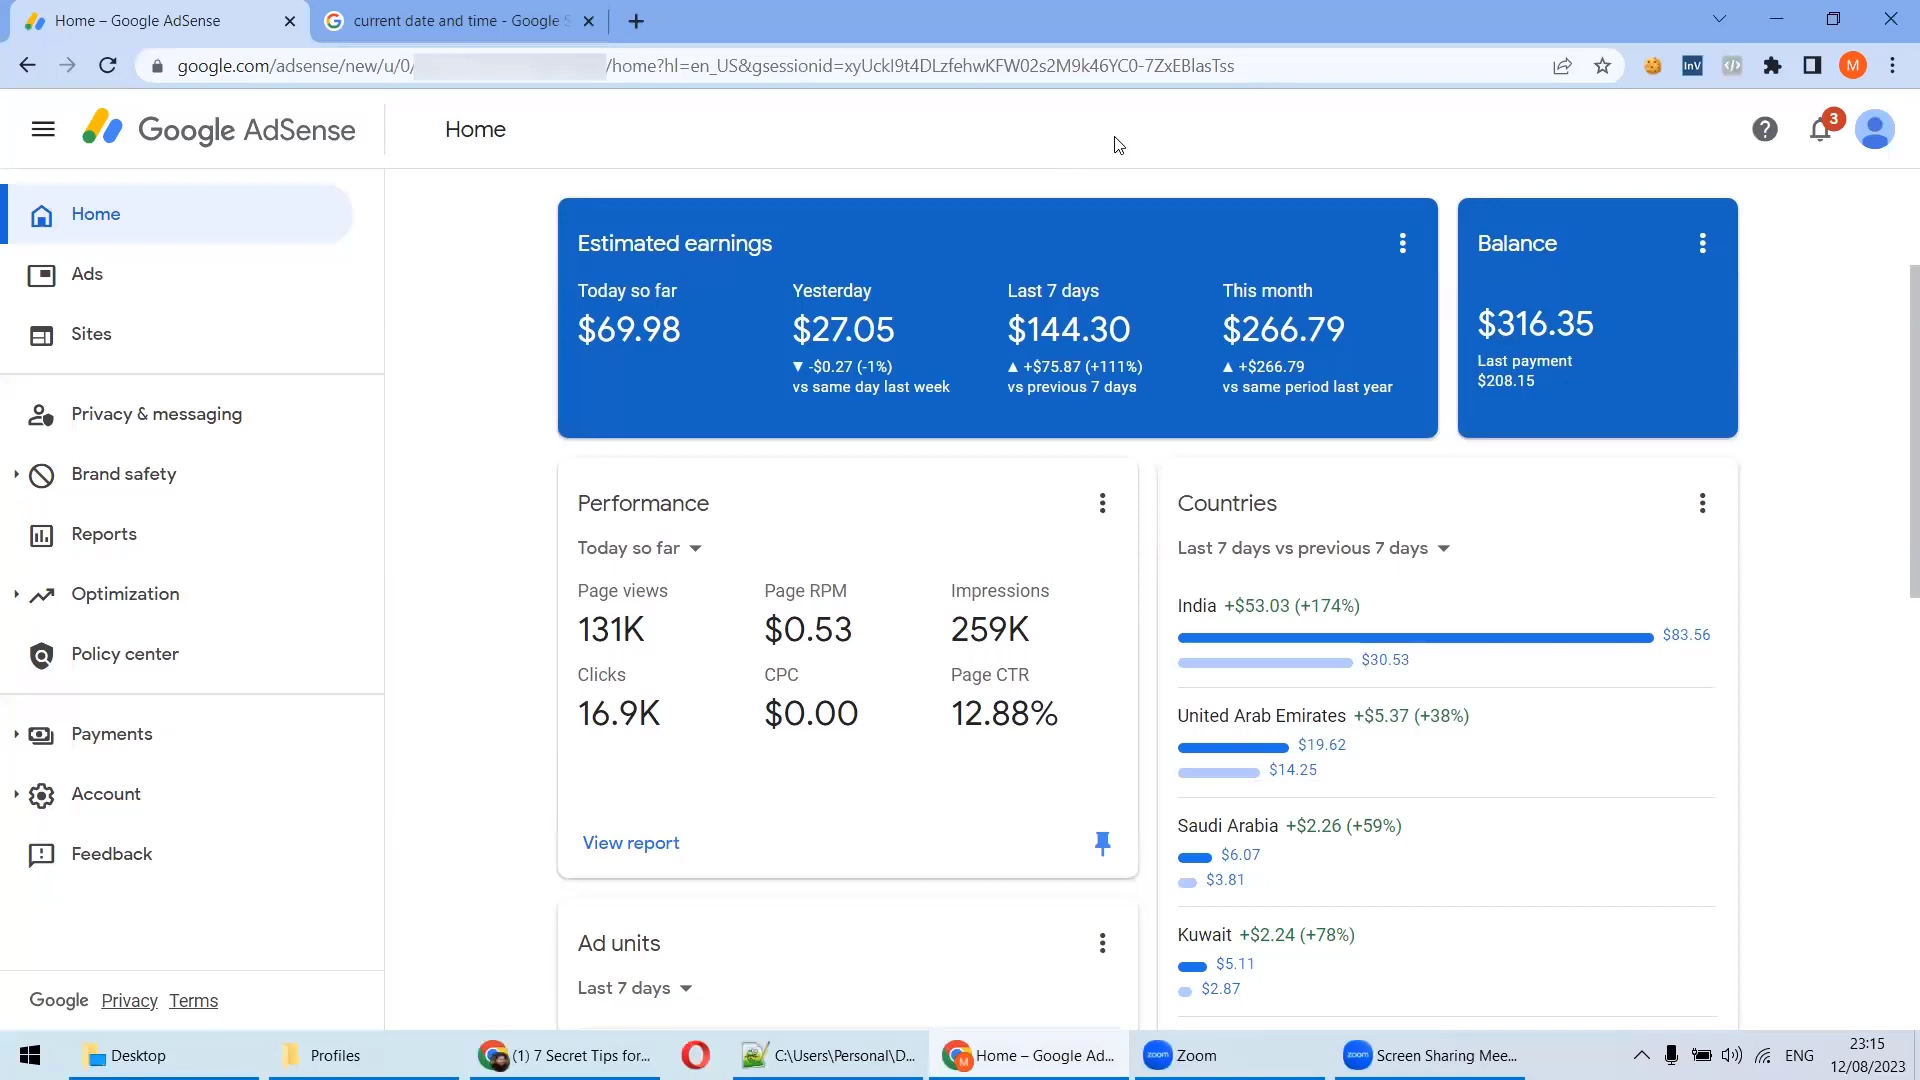 Home – Google AdSense
current date and time - Google S
google.com/adsense/new/u/0/ /home?hl=en_US&gsessionid=xyUckI9t4DLzfehwKFW02s2M9k46YC0-7ZxEBlasTss
InV
M
Google AdSense
Home
3
Home
Ads
Sites
Privacy & messaging
Brand safety
Reports
Optimization
Policy center
Payments
Account
Feedback
Google Privacy Terms
Estimated earnings
Today so far
$69.98
Yesterday
$27.05
-$0.27 (-1%)
vs same day last week
Last 7 days
$144.30
+$75.87 (+111%)
vs previous 7 days
This month
$266.79
+$266.79
vs same period last year
Balance
$316.35
Last payment
$208.15
Performance
Today so far
Page views
131K
Page RPM
$0.53
Impressions
259K
Clicks
16.9K
CPC
$0.00
Page CTR
12.88%
View report
Countries
Last 7 days vs previous 7 days
India +$53.03 (+174%)
$83.56
$30.53
United Arab Emirates +$5.37 (+38%)
$19.62
$14.25
Saudi Arabia +$2.26 (+59%)
$6.07
$3.81
Kuwait +$2.24 (+78%)
$5.11
$2.87
Ad units
Last 7 days
Desktop
Profiles
(1) 7 Secret Tips for...
C:\Users\Personal\D...
M
Home – Google Ad...
zoom
Zoom
zoom
Screen Sharing Mee...
ENG
23:15
12/08/2023